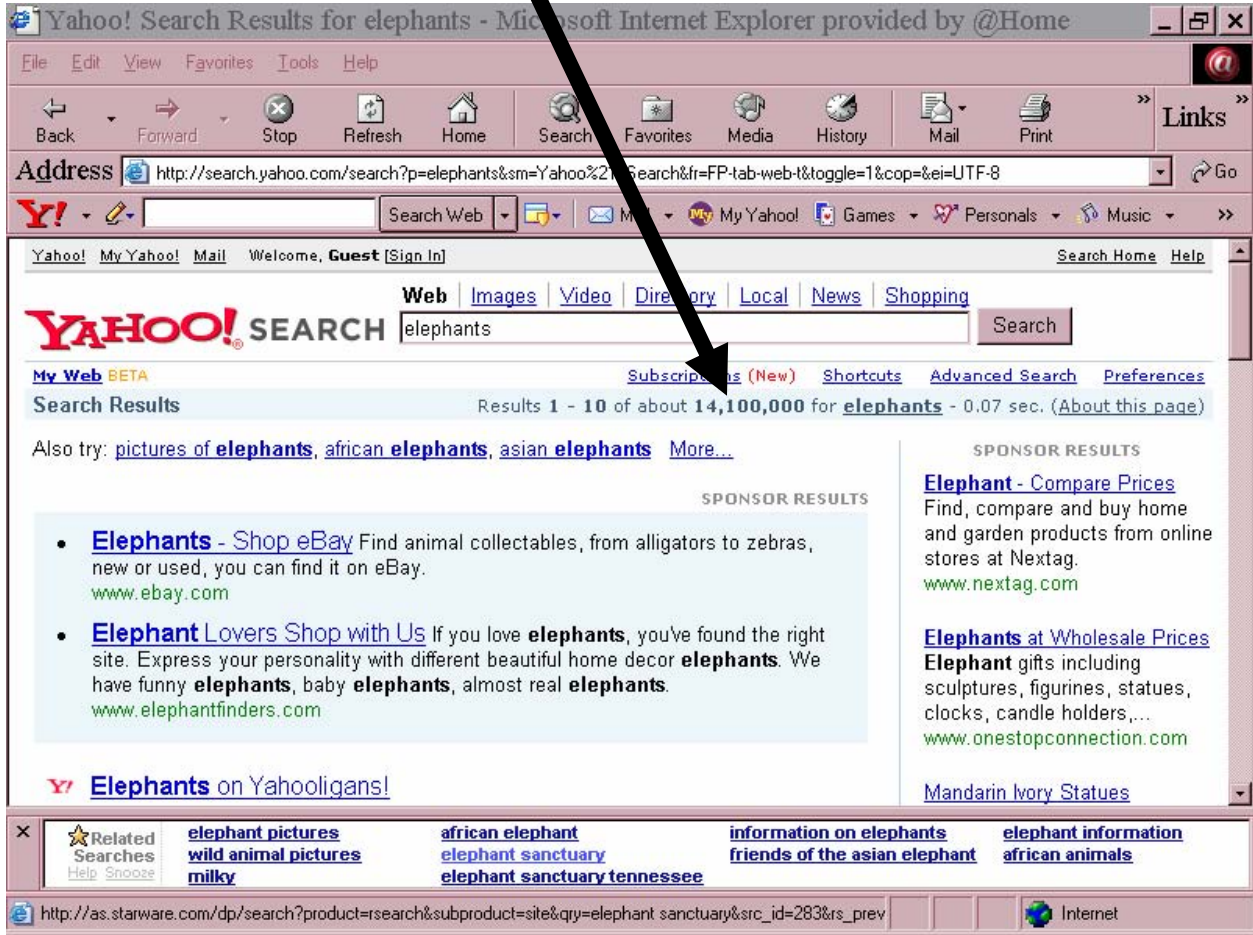 Yahoo! Search Results for elephants - Microsoft Internet Explorer provided by @Home
File Edit View Favorites Tools Help
Back Forward Stop Refresh Home Search Favorites Media History Mail Print » Links »
Address http://search.yahoo.com/search?p=elephants&sm=Yahoo%21 Search&fr=FP-tab-web-t&toggle=1&cop=&ei=UTF-8 Go
Y! Search Web My Yahoo! Games Personals Music »
Yahoo! My Yahoo! Mail Welcome, Guest [Sign In] Search Home Help
Web Images Video Directory Local News Shopping
YAHOO! SEARCH elephants Search
My Web BETA Subscriptions (New) Shortcuts Advanced Search Preferences
Search Results Results 1 - 10 of about 14,100,000 for elephants - 0.07 sec. (About this page)
Also try: pictures of elephants, african elephants, asian elephants More...
SPONSOR RESULTS
• Elephants - Shop eBay Find animal collectables, from alligators to zebras,
new or used, you can find it on eBay.
www.ebay.com
• Elephant Lovers Shop with Us If you love elephants, you've found the right
site. Express your personality with different beautiful home decor elephants. We
have funny elephants, baby elephants, almost real elephants.
www.elephantfinders.com
Y! Elephants on Yahooligans!
SPONSOR RESULTS
Elephant - Compare Prices
Find, compare and buy home
and garden products from online
stores at Nextag.
www.nextag.com
Elephants at Wholesale Prices
Elephant gifts including
sculptures, figurines, statues,
clocks, candle holders,...
www.onestopconnection.com
Mandarin Ivory Statues
Related Searches
Help Snooze
elephant pictures african elephant information on elephants elephant information
wild animal pictures elephant sanctuary friends of the asian elephant african animals
milky elephant sanctuary tennessee
http://as.starware.com/dp/search?product=rsearch&subproduct=site&qry=elephant sanctuary&src_id=283&rs_prev Internet